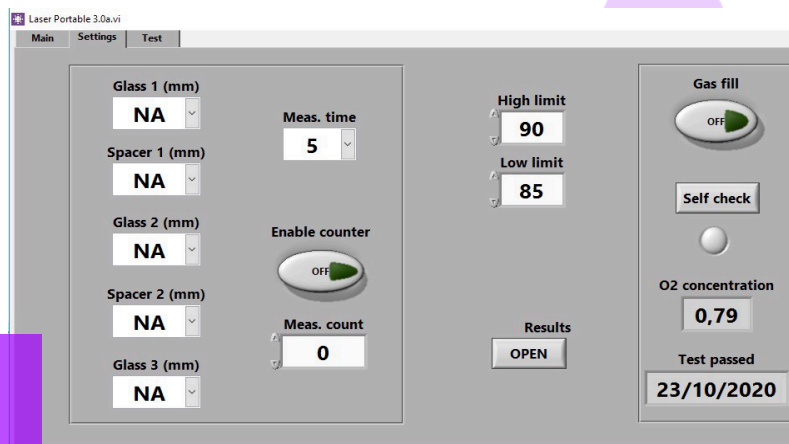 Laser Portable 3.0a.vi
Main Settings Test
Glass 1 (mm)
NA
Spacer 1 (mm)
NA
Glass 2 (mm)
NA
Spacer 2 (mm)
NA
Glass 3 (mm)
NA
Meas. time
5
Enable counter
OFF
Meas. count
0
High limit
90
Low limit
85
Results
OPEN
Gas fill
OFF
Self check
O2 concentration
0,79
Test passed
23/10/2020